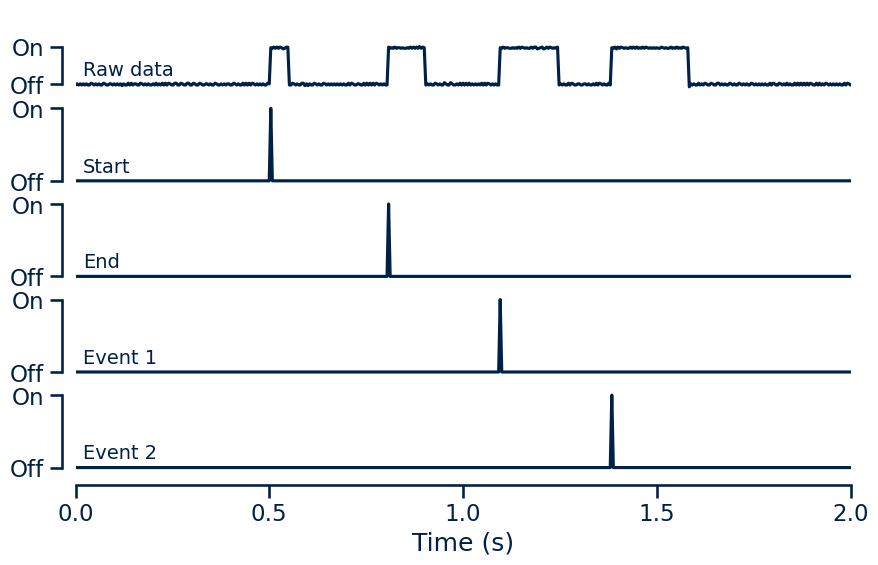 On
Raw data
Off
On
Start
Off
On
End
Off
On
Event 1
Off
On
Event 2
Off
0.0 0.5 1.0 1.5 2.0
Time (s)